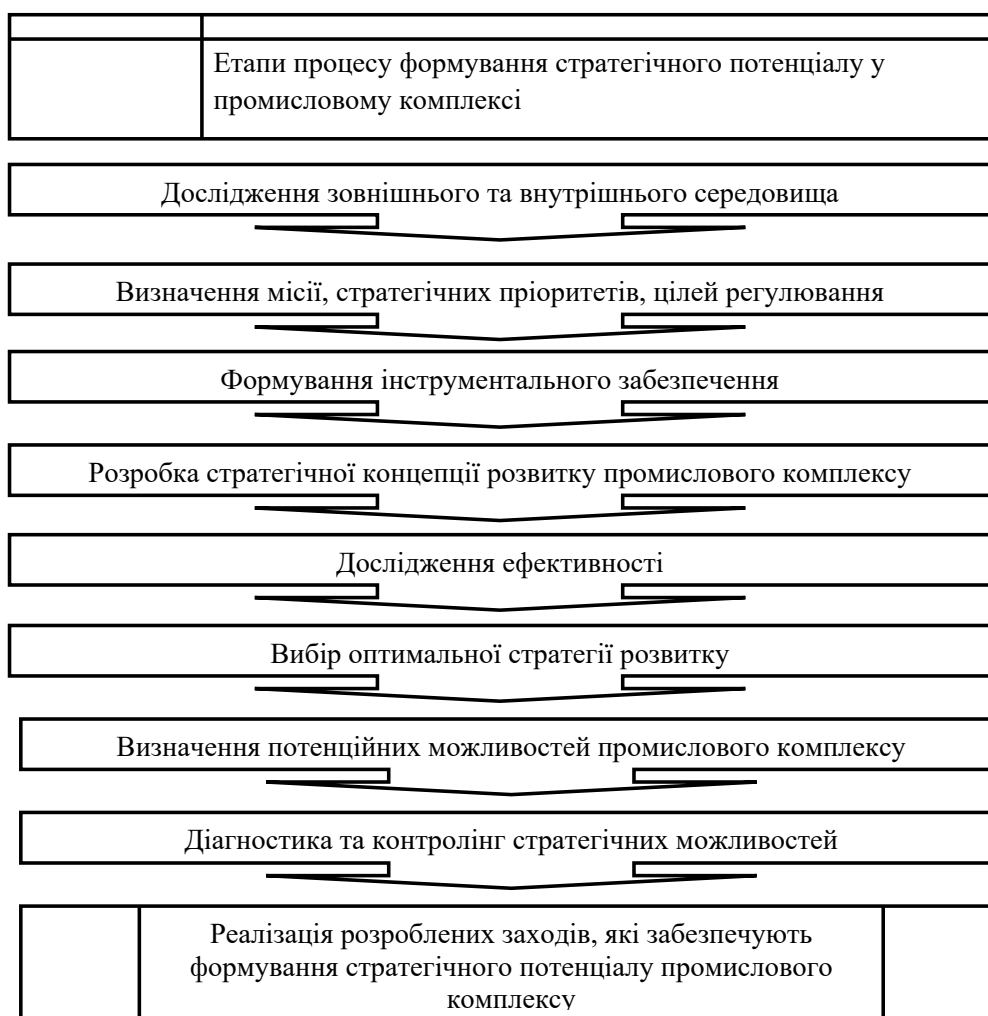 Етапи процесу формування стратегічного потенціалу у
промисловому комплексі
Дослідження зовнішнього та внутрішнього середовища
Визначення місії, стратегічних пріоритетів, цілей регулювання
Формування інструментального забезпечення
Розробка стратегічної концепції розвитку промислового комплексу
Дослідження ефективності
Вибір оптимальної стратегії розвитку
Визначення потенційних можливостей промислового комплексу
Діагностика та контролінг стратегічних можливостей
Реалізація розроблених заходів, які забезпечують
формування стратегічного потенціалу промислового
комплексу